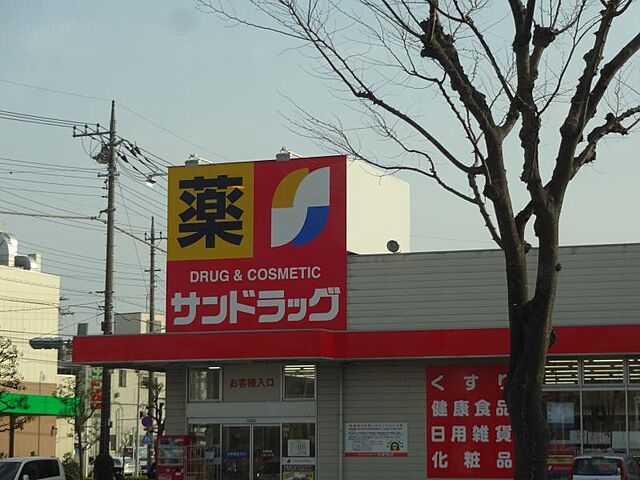 薬
DRUG & COSMETIC
サンドラッグ
お客様入口
くすり
健康食品
日用雑貨
化粧品